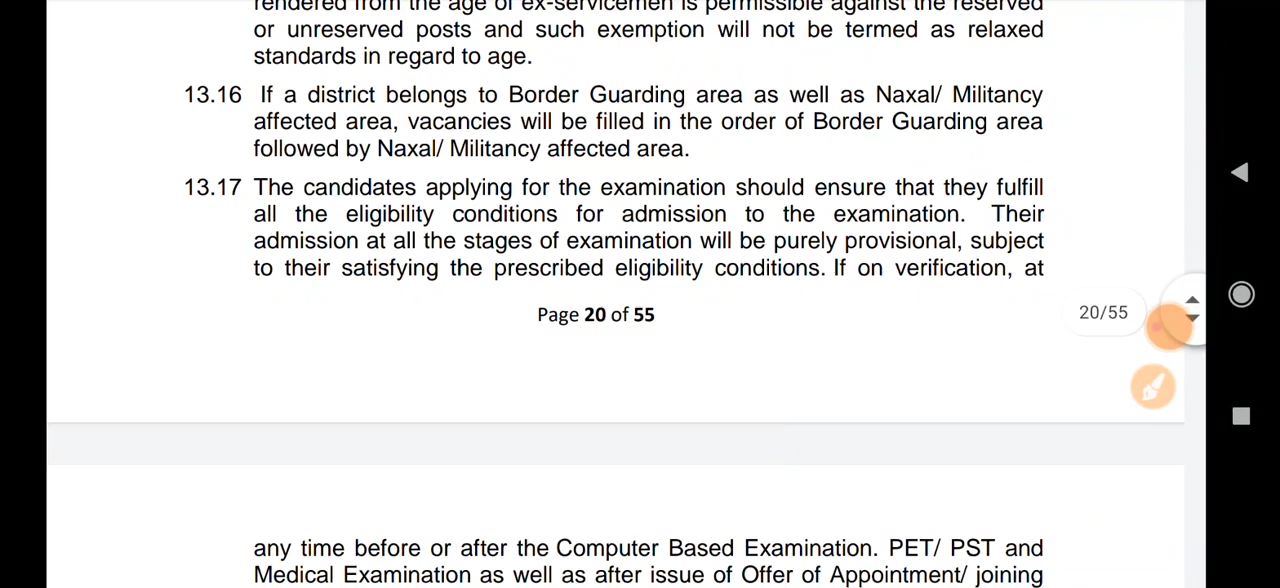 rendered from the age of ex-servicemen is permissible against the reserved
or unreserved posts and such exemption will not be termed as relaxed
standards in regard to age.
13.16 If a district belongs to Border Guarding area as well as Naxal/ Militancy
affected area, vacancies will be filled in the order of Border Guarding area
followed by Naxal/ Militancy affected area.
13.17 The candidates applying for the examination should ensure that they fulfill
all the eligibility conditions for admission to the examination. Their
admission at all the stages of examination will be purely provisional, subject
to their satisfying the prescribed eligibility conditions. If on verification, at
Page 20 of 55
20/55
any time before or after the Computer Based Examination. PET/ PST and
Medical Examination as well as after issue of Offer of Appointment/ joining